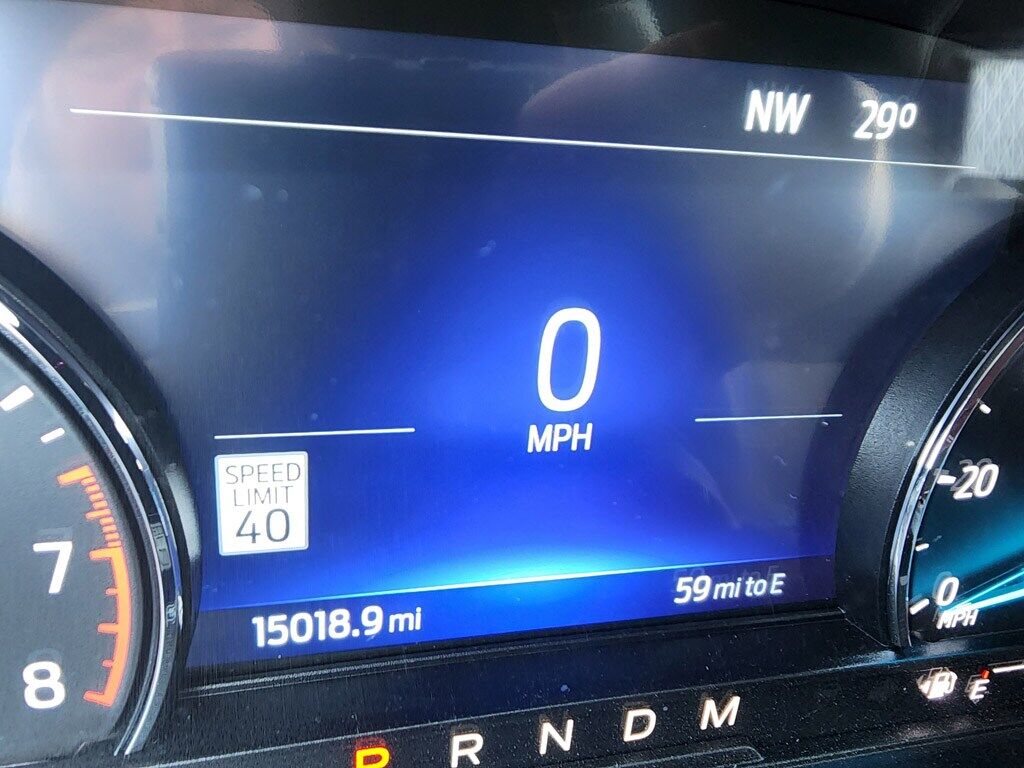 NW 29°
0
MPH
SPEED
LIMIT
40
20
7
0
MPH
15018.9 mi 59 mi to E
8
E
P R N D M